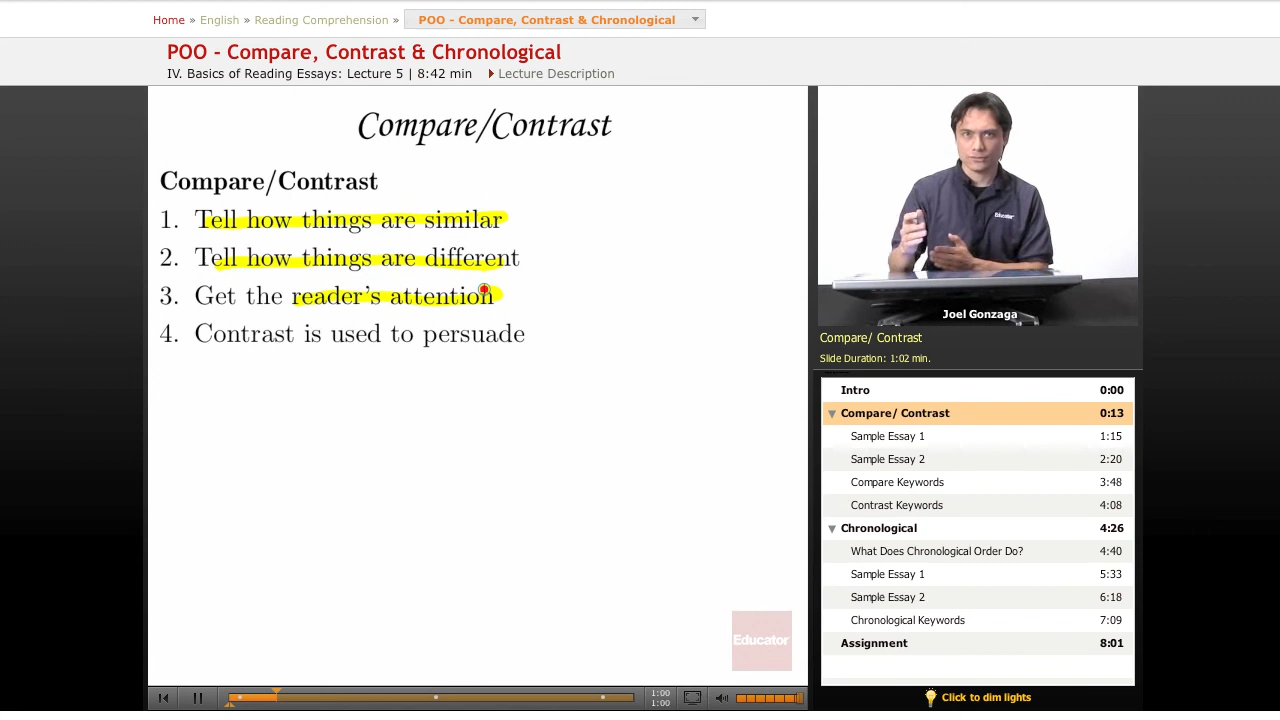 Home » English » Reading Comprehension » POO - Compare, Contrast & Chronological
POO - Compare, Contrast & Chronological
IV. Basics of Reading Essays: Lecture 5 | 8:42 min Lecture Description
Compare/Contrast
Compare/Contrast
1. Tell how things are similar
2. Tell how things are different
3. Get the reader's attention
4. Contrast is used to persuade
Educator
1:00
1:00
Educator
Joel Gonzaga
Compare/ Contrast
Slide Duration: 1:02 min.
Intro 0:00
Compare/ Contrast 0:13
Sample Essay 1 1:15
Sample Essay 2 2:20
Compare Keywords 3:48
Contrast Keywords 4:08
Chronological 4:26
What Does Chronological Order Do? 4:40
Sample Essay 1 5:33
Sample Essay 2 6:18
Chronological Keywords 7:09
Assignment 8:01
Click to dim lights